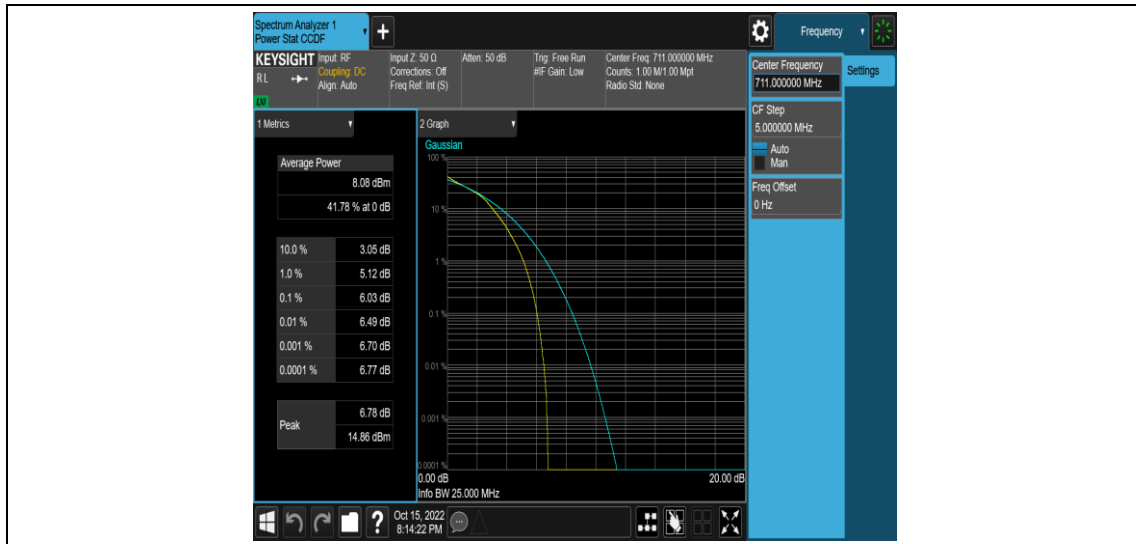 Spectrum Analyzer 1
Power Stat CCDF
Frequency
KEYSIGHT
RL
LXI
Input: RF
Coupling: DC
Align: Auto
Input Z: 50 Ω
Corrections: Off
Freq Ref: Int (S)
Atten: 50 dB
Trig: Free Run
#IF Gain: Low
Center Freq: 711.000000 MHz
Counts: 1.00 M/1.00 Mpt
Radio Std: None
Center Frequency
711.000000 MHz
Settings
CF Step
5.000000 MHz
Auto
Man
Freq Offset
0 Hz
1 Metrics
Average Power
8.08 dBm
41.78 % at 0 dB
10.0 % 3.05 dB
1.0 % 5.12 dB
0.1 % 6.03 dB
0.01 % 6.49 dB
0.001 % 6.70 dB
0.0001 % 6.77 dB
Peak
6.78 dB
14.86 dBm
2 Graph
Gaussian
100 %
10 %
1 %
0.1 %
0.01 %
0.001 %
0.0001 %
0.00 dB 20.00 dB
Info BW 25.000 MHz
?
Oct 15, 2022
8:14:22 PM